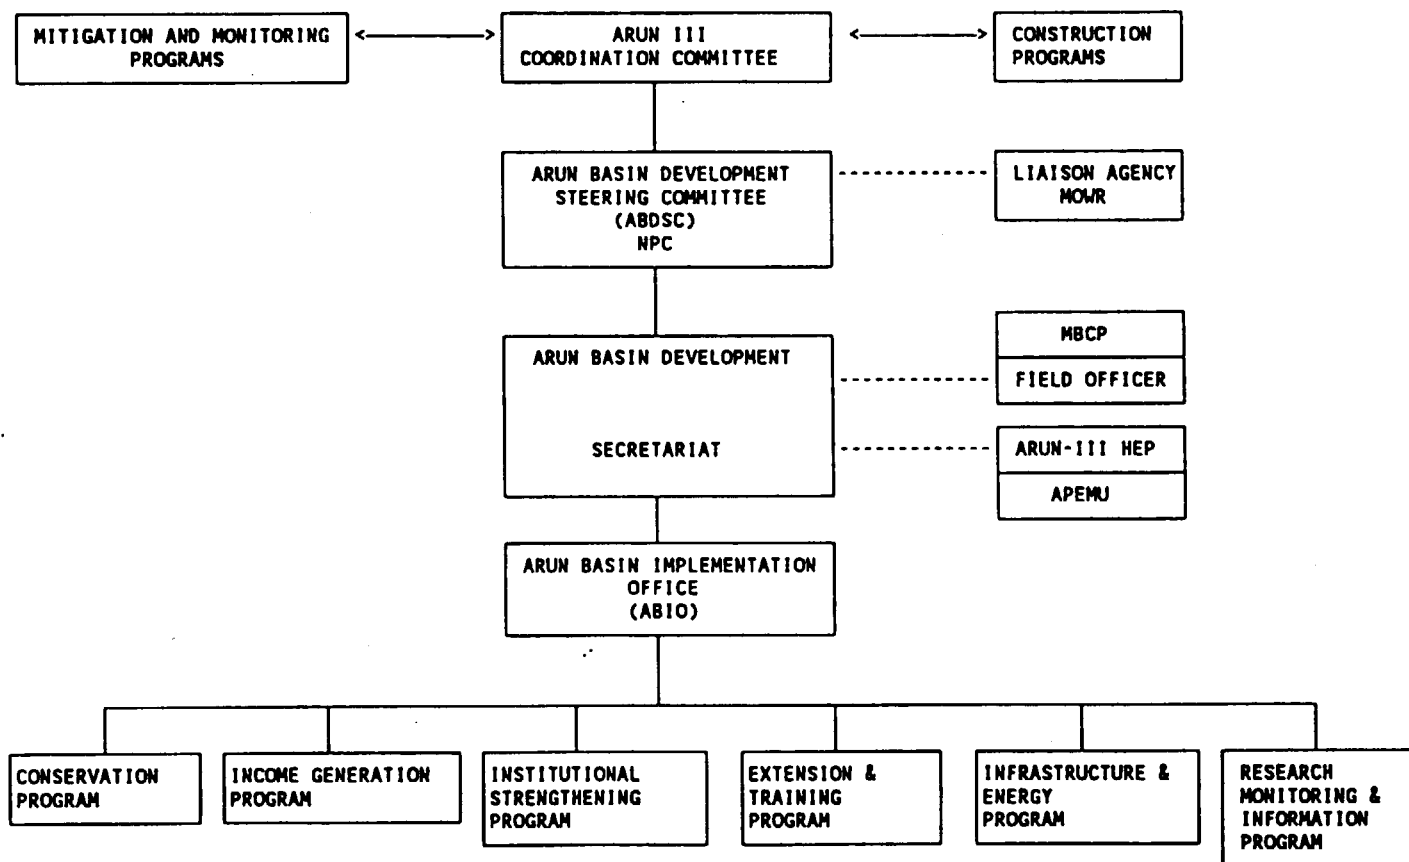 MITIGATION AND MONITORING
PROGRAMS
ARUN III
COORDINATION COMMITTEE
CONSTRUCTION
PROGRAMS
ARUN BASIN DEVELOPMENT
STEERING COMMITTEE
(ABDSC)
NPC
LIAISON AGENCY
MOWR
ARUN BASIN DEVELOPMENT
SECRETARIAT
MBCP
FIELD OFFICER
ARUN-III HEP
APEMU
ARUN BASIN IMPLEMENTATION
OFFICE
(ABIO)
CONSERVATION
PROGRAM
INCOME GENERATION
PROGRAM
INSTITUTIONAL
STRENGTHENING
PROGRAM
EXTENSION &
TRAINING
PROGRAM
INFRASTRUCTURE &
ENERGY
PROGRAM
RESEARCH
MONITORING &
INFORMATION
PROGRAM